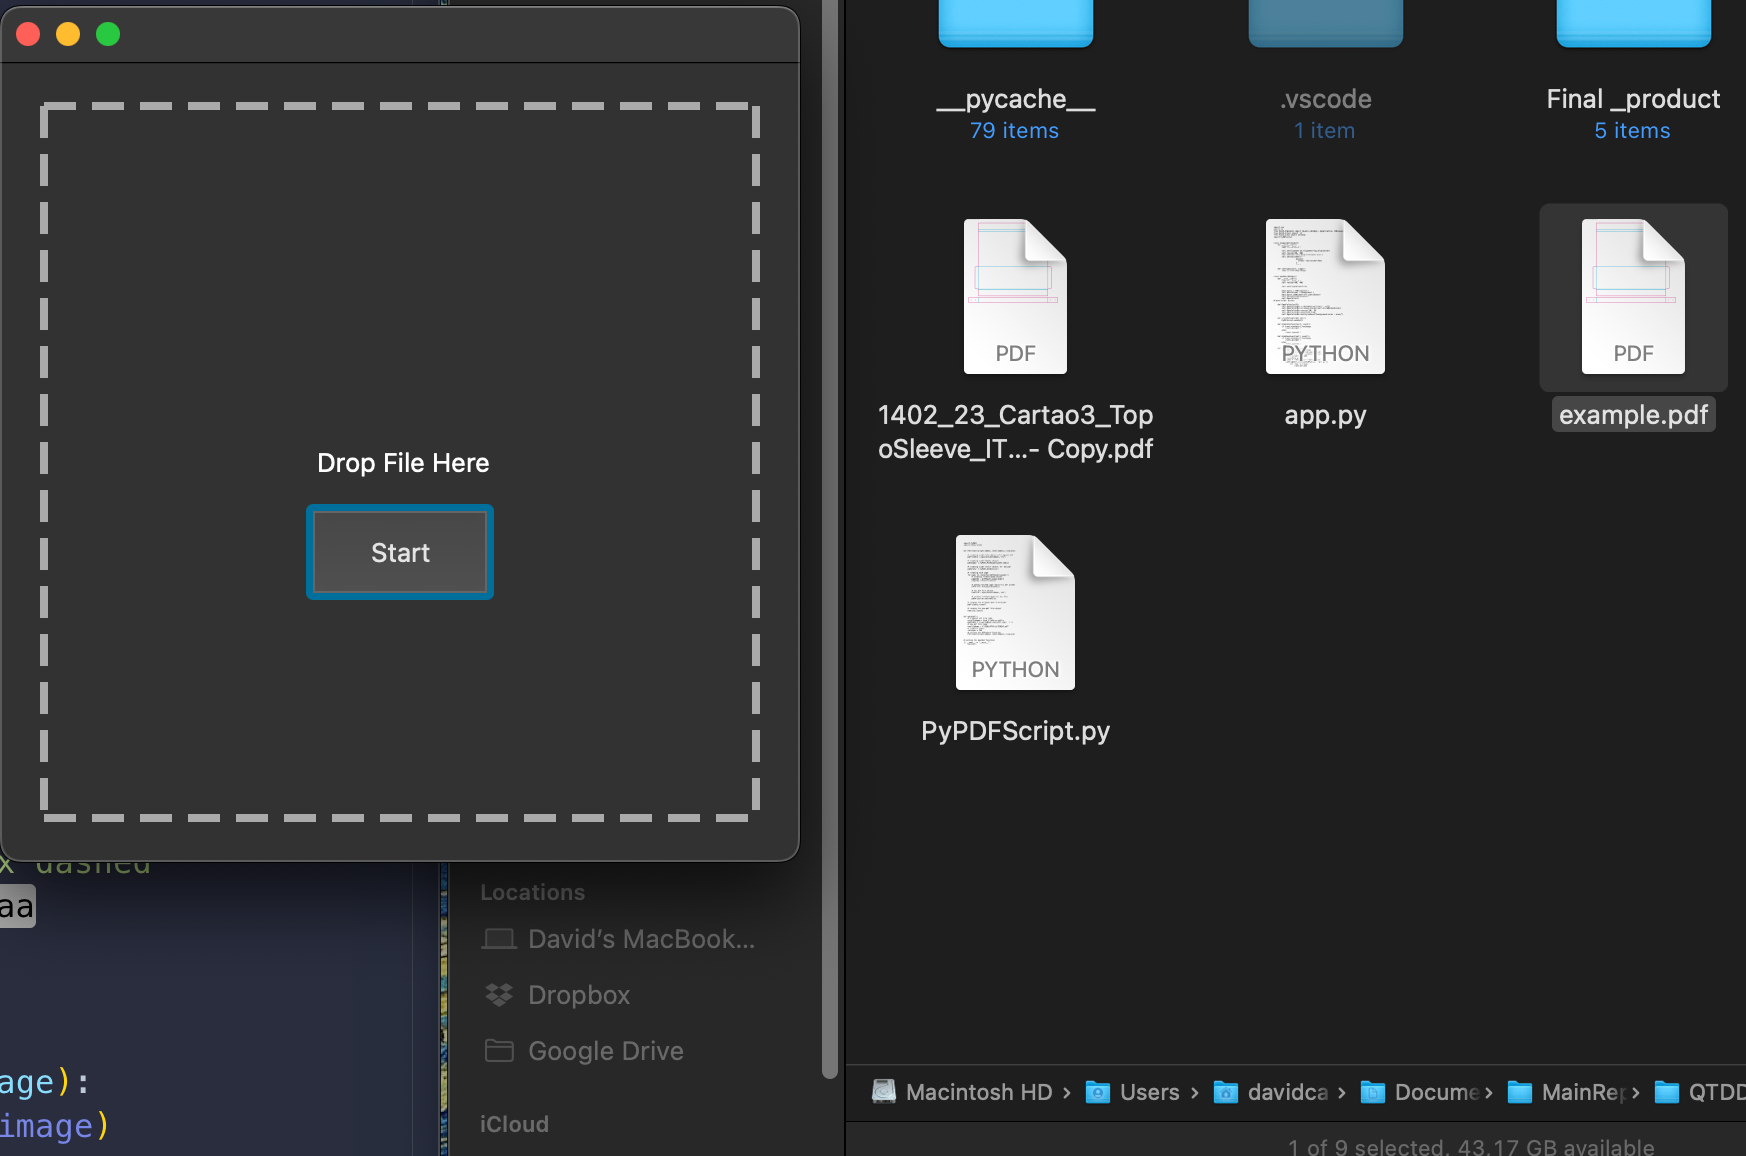 Drop File Here
Start
x dashed
aa
age):
image)
Locations
David's MacBook...
Dropbox
Google Drive
iCloud
__pycache__
79 items
.vscode
1 item
Final _product
5 items
PDF
1402_23_Cartao3_Top
oSleeve_IT...- Copy.pdf
PYTHON
app.py
PDF
example.pdf
PYTHON
PyPDFScript.py
Macintosh HD › Users › davidca › Docume › MainRep › QTDD
1 of 9 selected, 43.17 GB available